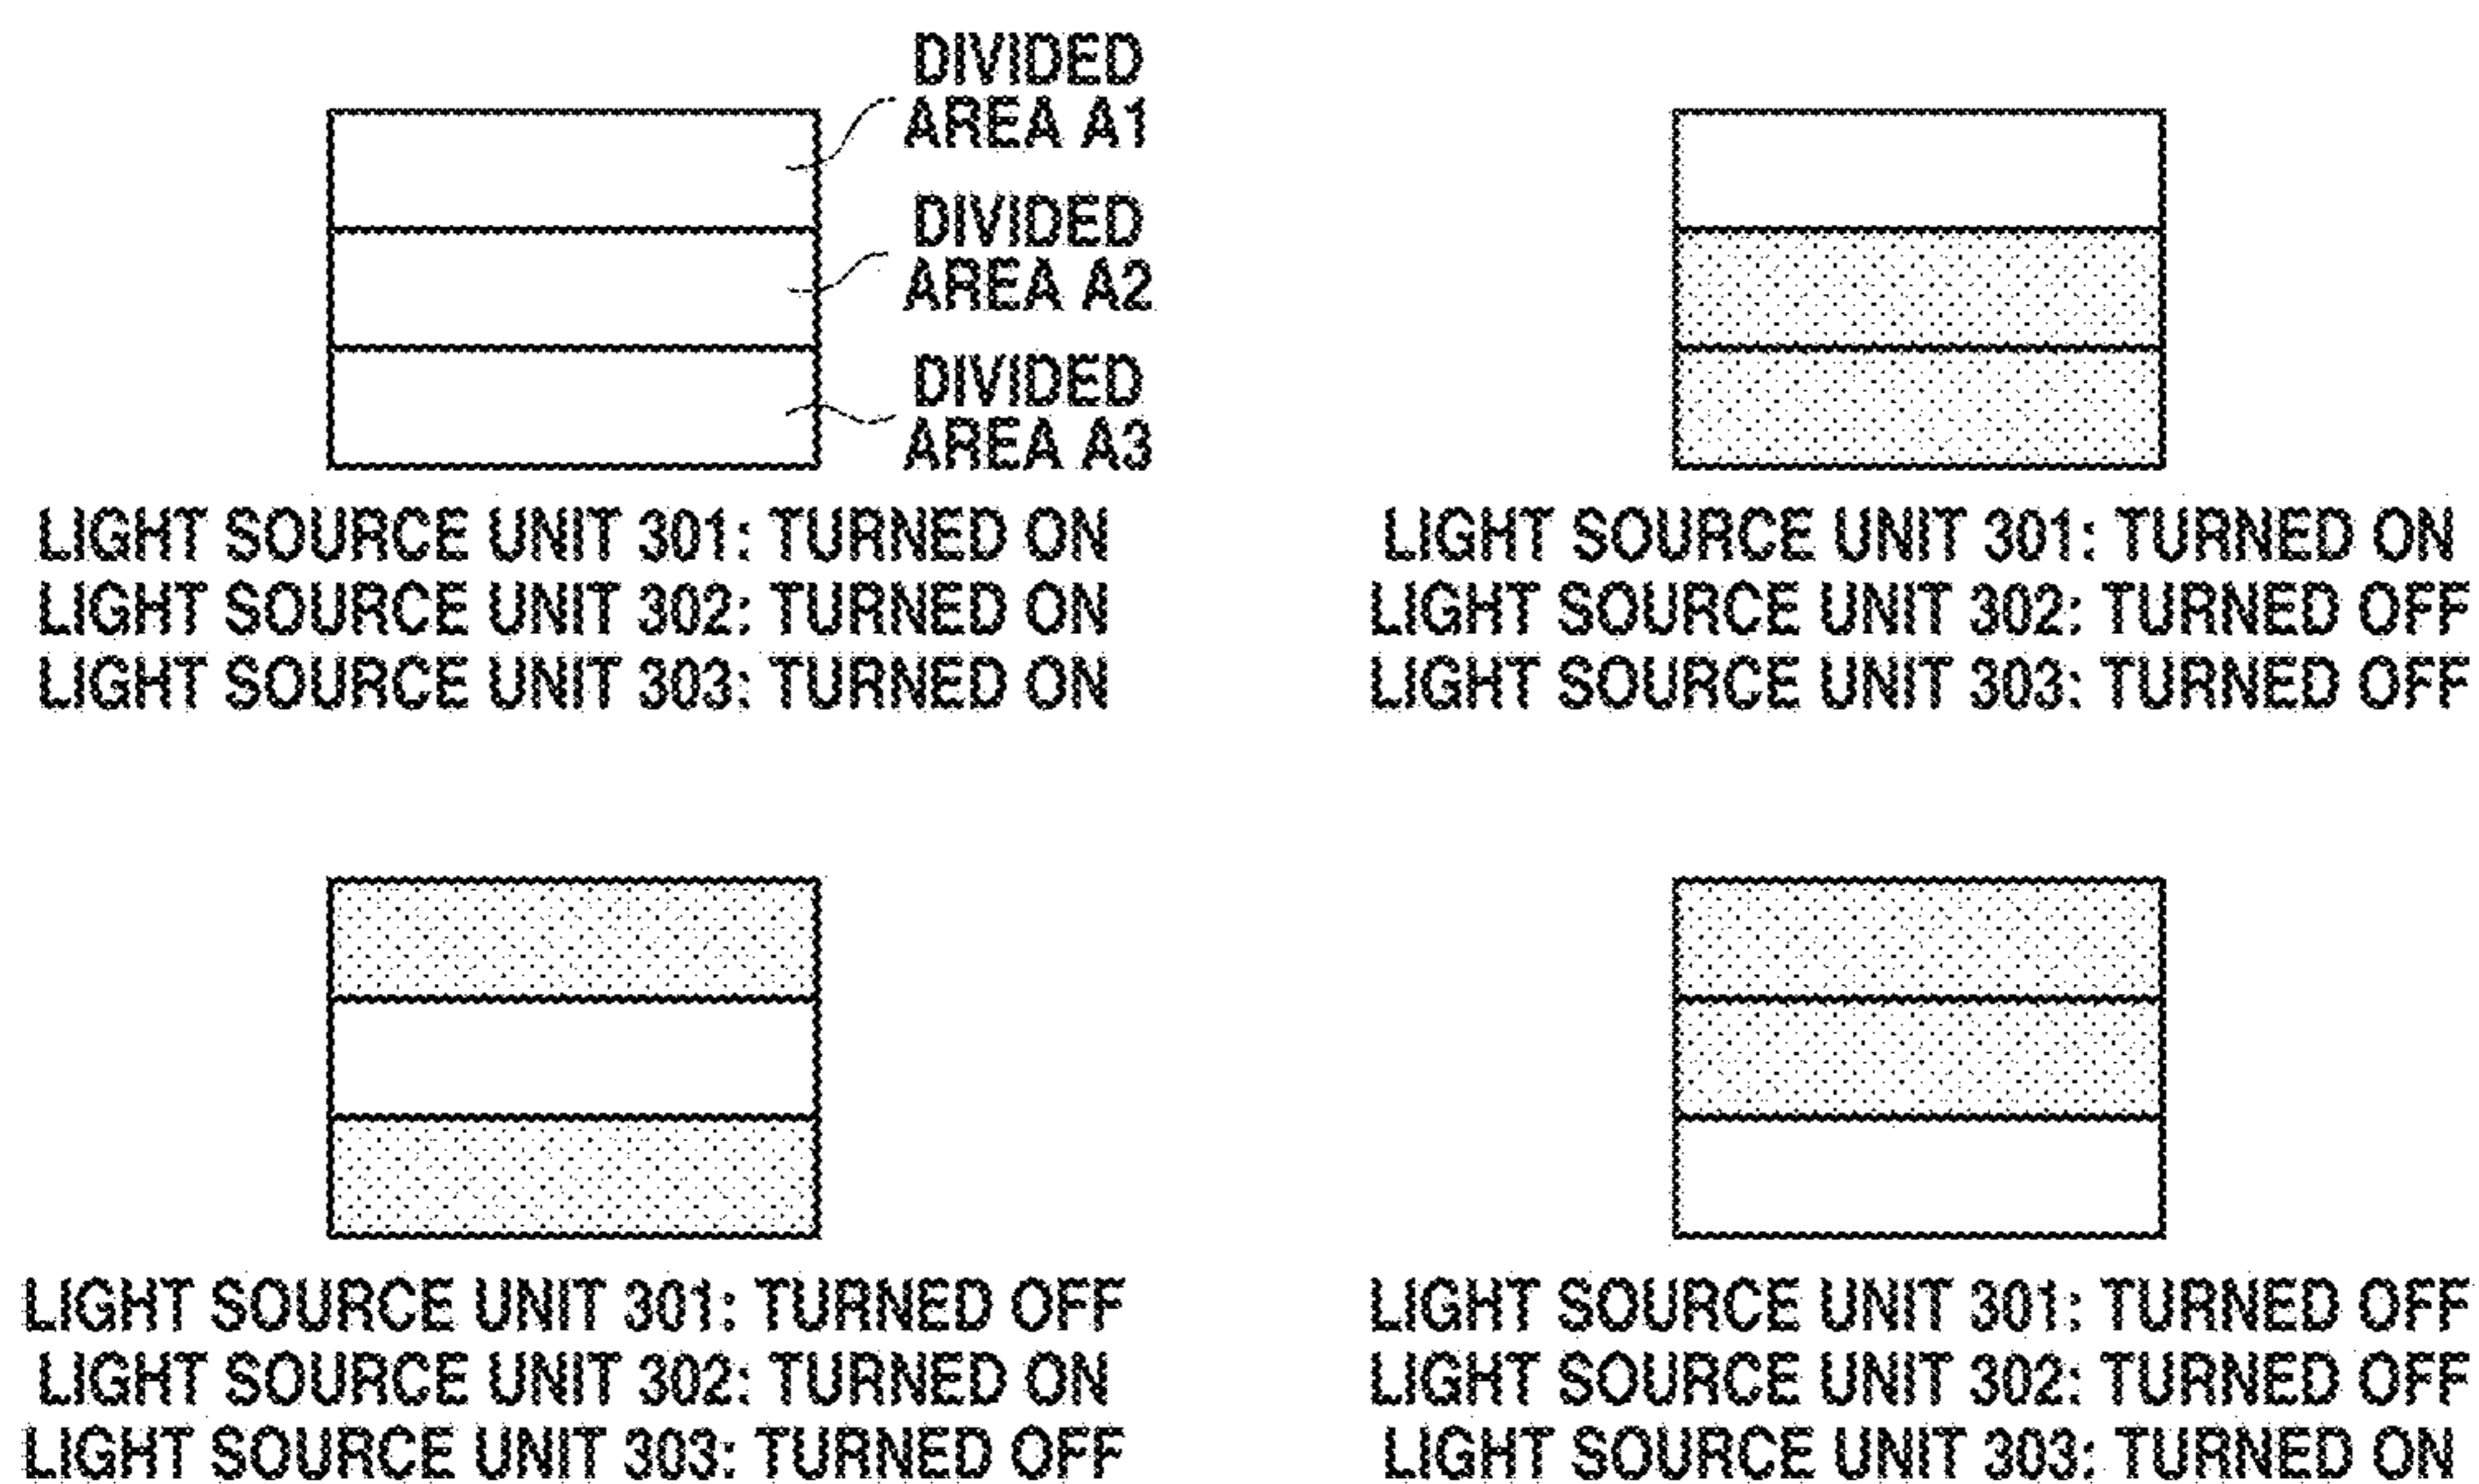 DIVIDED
AREA A1
DIVIDED
AREA A2
DIVIDED
AREA A3
LIGHT SOURCE UNIT 301: TURNED ON
LIGHT SOURCE UNIT 302: TURNED ON
LIGHT SOURCE UNIT 303: TURNED ON
LIGHT SOURCE UNIT 301: TURNED ON
LIGHT SOURCE UNIT 302: TURNED OFF
LIGHT SOURCE UNIT 303: TURNED OFF
LIGHT SOURCE UNIT 301: TURNED OFF
LIGHT SOURCE UNIT 302: TURNED ON
LIGHT SOURCE UNIT 303: TURNED OFF
LIGHT SOURCE UNIT 301: TURNED OFF
LIGHT SOURCE UNIT 302: TURNED OFF
LIGHT SOURCE UNIT 303: TURNED ON